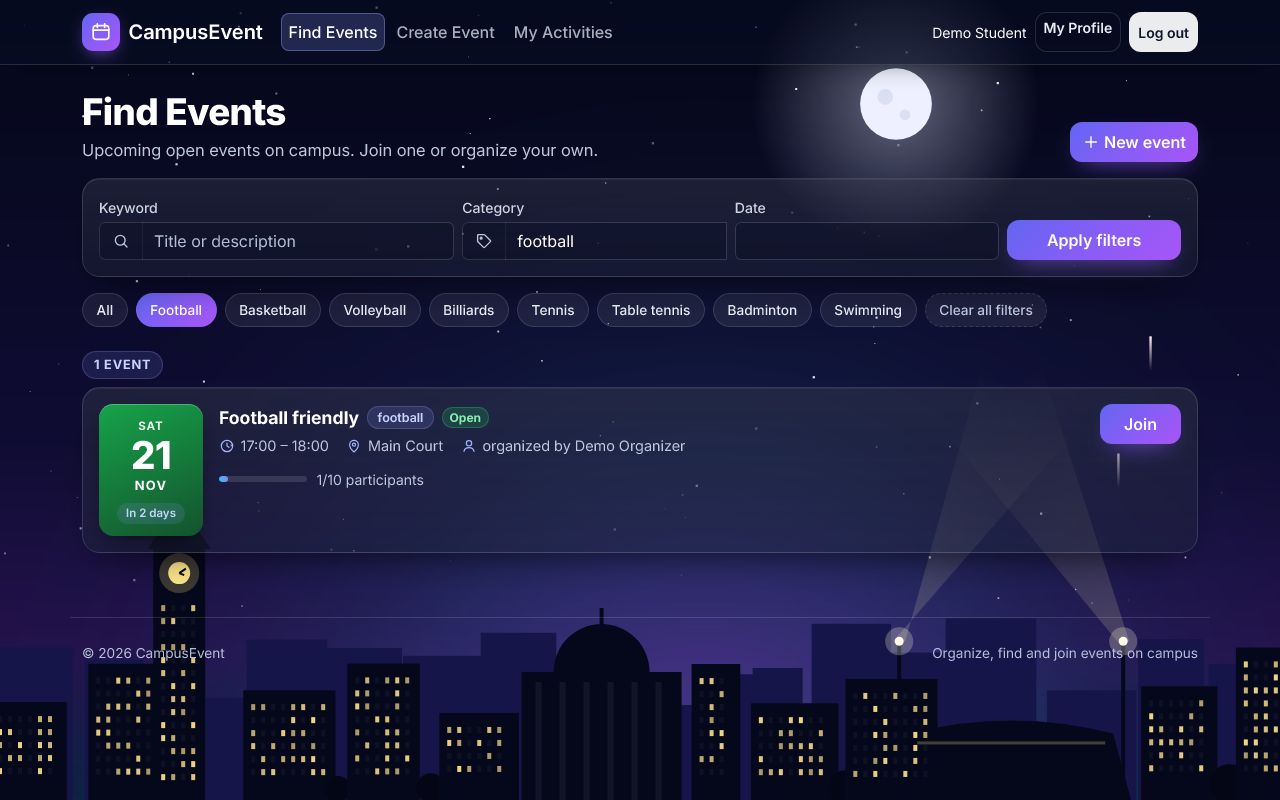 CampusEvent
Find Events
Create Event
My Activities
Demo Student
My Profile
Log out
Find Events
Upcoming open events on campus. Join one or organize your own.
+ New event
Keyword
Category
Date
Title or description
football
Apply filters
All
Football
Basketball
Volleyball
Billiards
Tennis
Table tennis
Badminton
Swimming
Clear all filters
1 EVENT
SAT
21
NOV
In 2 days
Football friendly
football
Open
17:00 – 18:00
Main Court
organized by Demo Organizer
1/10 participants
Join
© 2026 CampusEvent
Organize, find and join events on campus